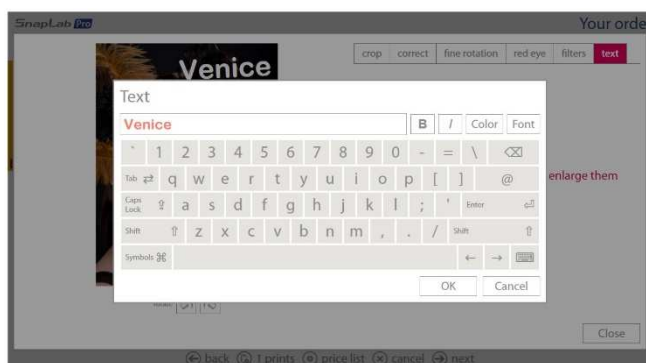 SnapLab Pro Your orde
crop correct fine rotation red eye filters text
Venice
Text
Venice B I Color Font
` 1 2 3 4 5 6 7 8 9 0 - = \
Tab q w e r t y u i o p [ ] @
enlarge them
Caps Lock a s d f g h j k l ; ' Enter
Shift z x c v b n m , . / Shift
Symbols ⌘ ← →
OK Cancel
Close
back 1 prints price list cancel next